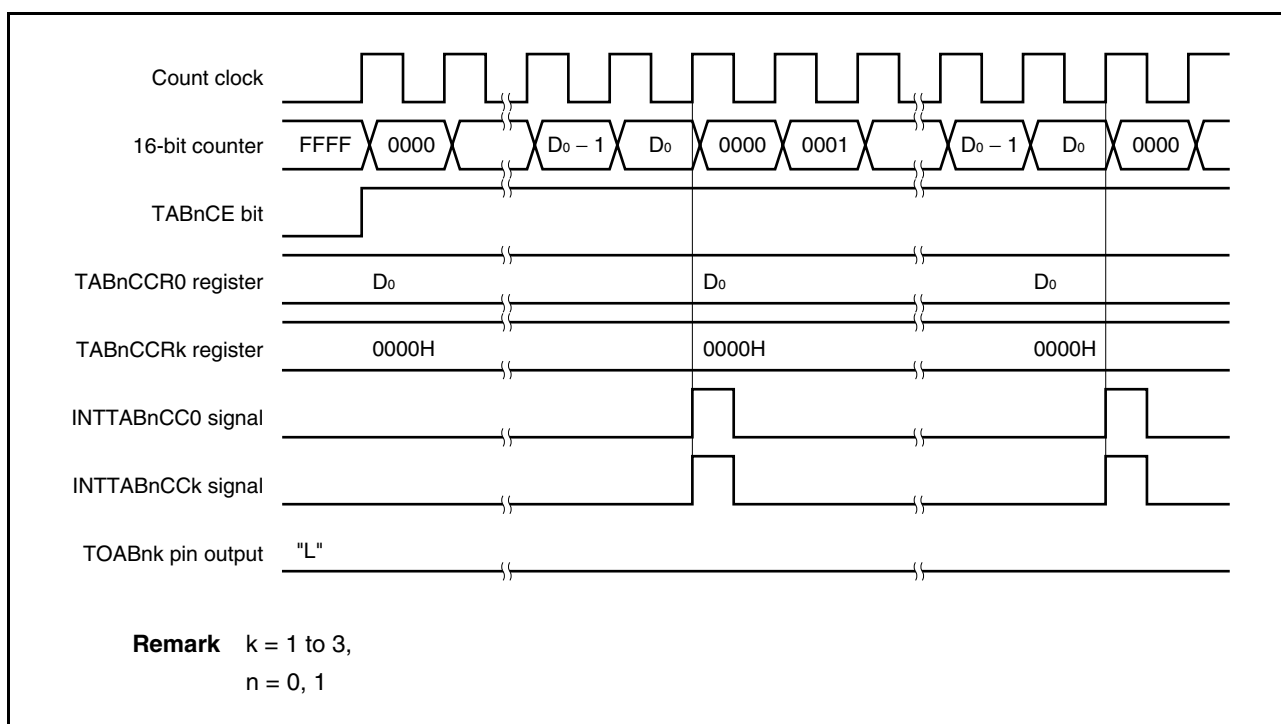 Count clock
16-bit counter FFFF 0000 D₀ − 1 D₀ 0000 0001 D₀ − 1 D₀ 0000
TABnCE bit
TABnCCR0 register D₀ D₀ D₀
TABnCCRk register 0000H 0000H 0000H
INTTABnCC0 signal
INTTABnCCk signal
TOABnk pin output "L"
Remark k = 1 to 3,
n = 0, 1